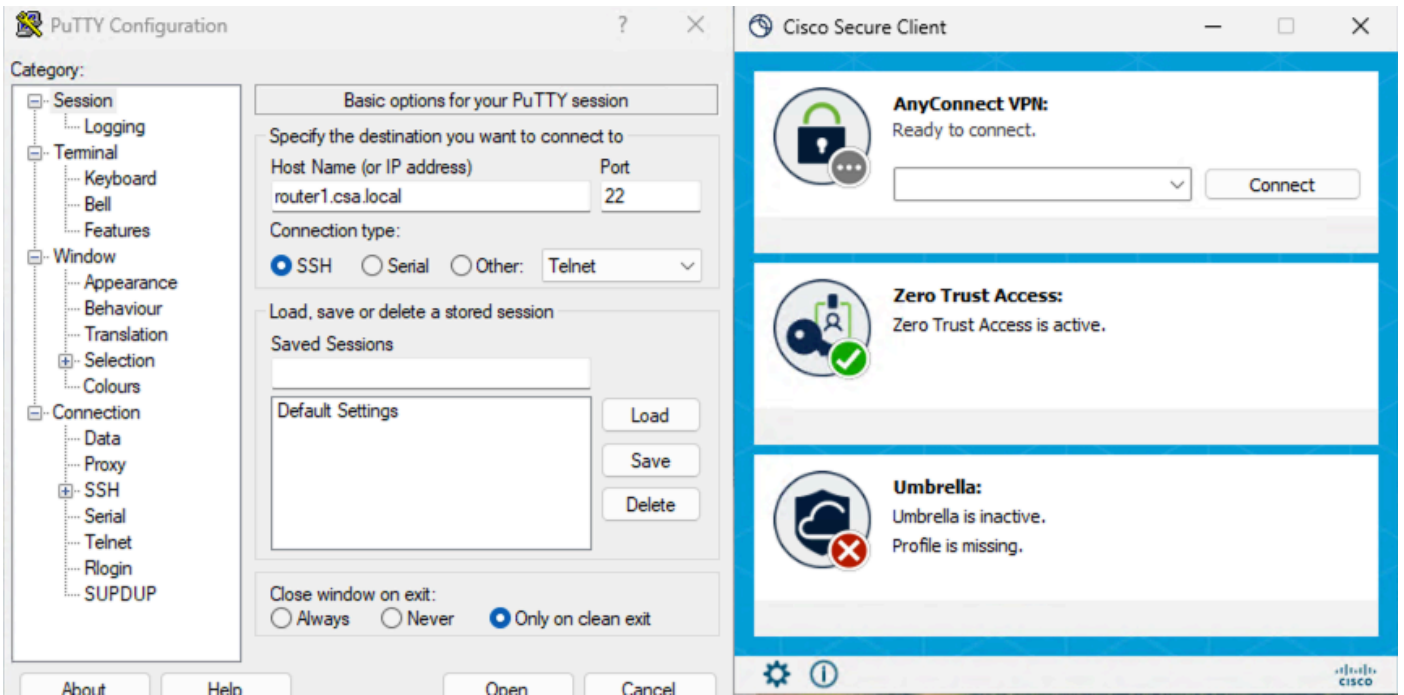 PuTTY Configuration
?
Category:
Session
Logging
Terminal
Keyboard
Bell
Features
Window
Appearance
Behaviour
Translation
Selection
Colours
Connection
Data
Proxy
SSH
Serial
Telnet
Rlogin
SUPDUP
Basic options for your PuTTY session
Specify the destination you want to connect to
Host Name (or IP address) Port
router1.csa.local 22
Connection type:
SSH Serial Other: Telnet
Load, save or delete a stored session
Saved Sessions
Default Settings
Load
Save
Delete
Close window on exit:
Always Never Only on clean exit
About Help Open Cancel
Cisco Secure Client
AnyConnect VPN:
Ready to connect.
Connect
Zero Trust Access:
Zero Trust Access is active.
Umbrella:
Umbrella is inactive.
Profile is missing.
CISCO